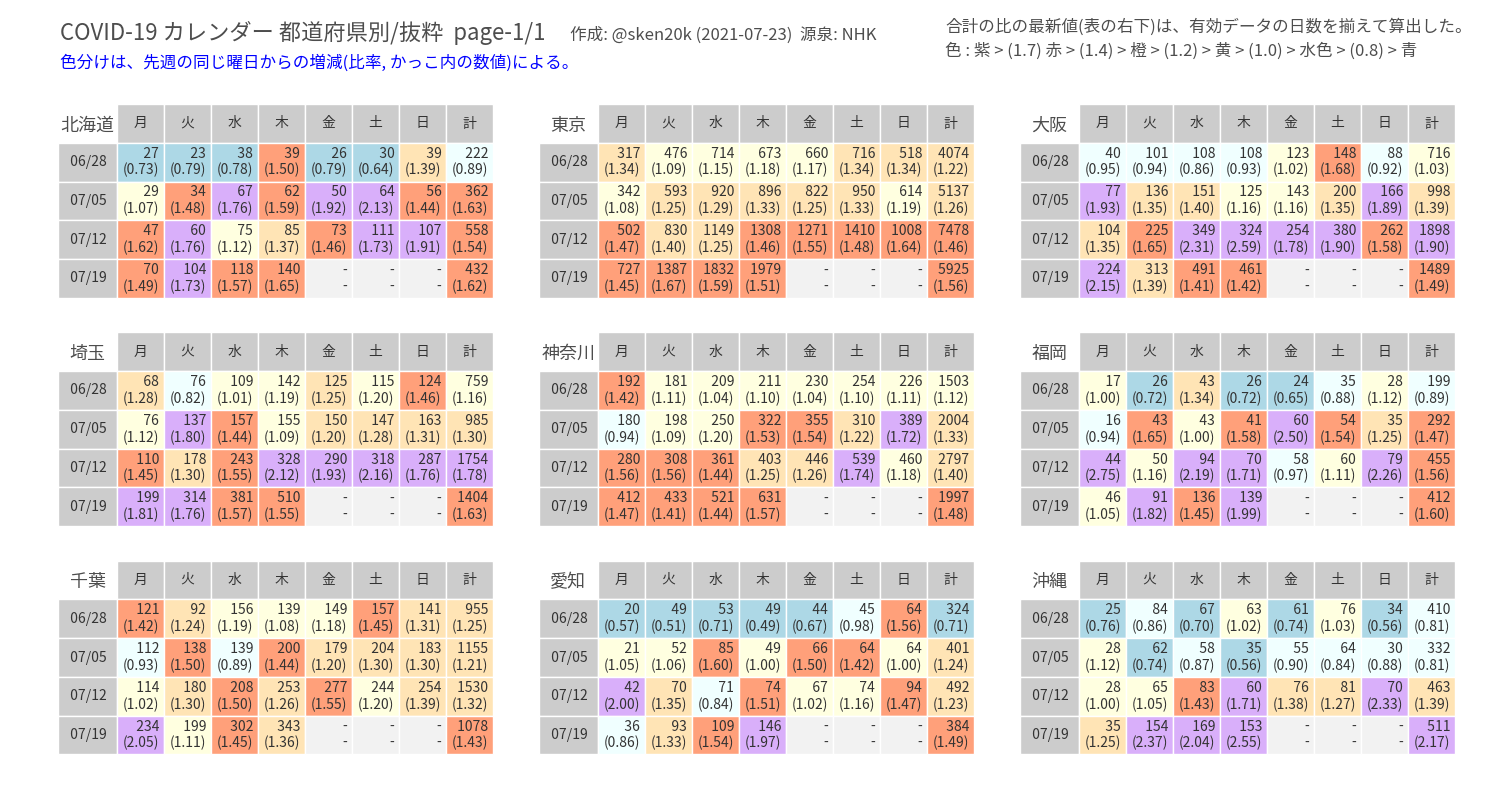 COVID-19 カレンダー 都道府県別/抜粋 page-1/1 作成: @sken20k (2021-07-23) 源泉: NHK
色分けは、先週の同じ曜日からの増減(比率, かっこ内の数値)による。
合計の比の最新値(表の右下)は、有効データの日数を揃えて算出した。
色 : 紫 > (1.7) 赤 > (1.4) > 橙 > (1.2) > 黄 > (1.0) > 水色 > (0.8) > 青
北海道 月 火 水 木 金 土 日 計
06/28 27 23 38 39 26 30 39 222
(0.73) (0.79) (0.78) (1.50) (0.79) (0.64) (1.39) (0.89)
07/05 29 34 67 62 50 64 56 362
(1.07) (1.48) (1.76) (1.59) (1.92) (2.13) (1.44) (1.63)
07/12 47 60 75 85 73 111 107 558
(1.62) (1.76) (1.12) (1.37) (1.46) (1.73) (1.91) (1.54)
07/19 70 104 118 140 - - - 432
(1.49) (1.73) (1.57) (1.65) - - - (1.62)
東京 月 火 水 木 金 土 日 計
06/28 317 476 714 673 660 716 518 4074
(1.34) (1.09) (1.15) (1.18) (1.17) (1.34) (1.34) (1.22)
07/05 342 593 920 896 822 950 614 5137
(1.08) (1.25) (1.29) (1.33) (1.25) (1.33) (1.19) (1.26)
07/12 502 830 1149 1308 1271 1410 1008 7478
(1.47) (1.40) (1.25) (1.46) (1.55) (1.48) (1.64) (1.46)
07/19 727 1387 1832 1979 - - - 5925
(1.45) (1.67) (1.59) (1.51) - - - (1.56)
大阪 月 火 水 木 金 土 日 計
06/28 40 101 108 108 123 148 88 716
(0.95) (0.94) (0.86) (0.93) (1.02) (1.68) (0.92) (1.03)
07/05 77 136 151 125 143 200 166 998
(1.93) (1.35) (1.40) (1.16) (1.16) (1.35) (1.89) (1.39)
07/12 104 225 349 324 254 380 262 1898
(1.35) (1.65) (2.31) (2.59) (1.78) (1.90) (1.58) (1.90)
07/19 224 313 491 461 - - - 1489
(2.15) (1.39) (1.41) (1.42) - - - (1.49)
埼玉 月 火 水 木 金 土 日 計
06/28 68 76 109 142 125 115 124 759
(1.28) (0.82) (1.01) (1.19) (1.25) (1.20) (1.46) (1.16)
07/05 76 137 157 155 150 147 163 985
(1.12) (1.80) (1.44) (1.09) (1.20) (1.28) (1.31) (1.30)
07/12 110 178 243 328 290 318 287 1754
(1.45) (1.30) (1.55) (2.12) (1.93) (2.16) (1.76) (1.78)
07/19 199 314 381 510 - - - 1404
(1.81) (1.76) (1.57) (1.55) - - - (1.63)
神奈川 月 火 水 木 金 土 日 計
06/28 192 181 209 211 230 254 226 1503
(1.42) (1.11) (1.04) (1.10) (1.04) (1.10) (1.11) (1.12)
07/05 180 198 250 322 355 310 389 2004
(0.94) (1.09) (1.20) (1.53) (1.54) (1.22) (1.72) (1.33)
07/12 280 308 361 403 446 539 460 2797
(1.56) (1.56) (1.44) (1.25) (1.26) (1.74) (1.18) (1.40)
07/19 412 433 521 631 - - - 1997
(1.47) (1.41) (1.44) (1.57) - - - (1.48)
福岡 月 火 水 木 金 土 日 計
06/28 17 26 43 26 24 35 28 199
(1.00) (0.72) (1.34) (0.72) (0.65) (0.88) (1.12) (0.89)
07/05 16 43 43 41 60 54 35 292
(0.94) (1.65) (1.00) (1.58) (2.50) (1.54) (1.25) (1.47)
07/12 44 50 94 70 58 60 79 455
(2.75) (1.16) (2.19) (1.71) (0.97) (1.11) (2.26) (1.56)
07/19 46 91 136 139 - - - 412
(1.05) (1.82) (1.45) (1.99) - - - (1.60)
千葉 月 火 水 木 金 土 日 計
06/28 121 92 156 139 149 157 141 955
(1.42) (1.24) (1.19) (1.08) (1.18) (1.45) (1.31) (1.25)
07/05 112 138 139 200 179 204 183 1155
(0.93) (1.50) (0.89) (1.44) (1.20) (1.30) (1.30) (1.21)
07/12 114 180 208 253 277 244 254 1530
(1.02) (1.30) (1.50) (1.26) (1.55) (1.20) (1.39) (1.32)
07/19 234 199 302 343 - - - 1078
(2.05) (1.11) (1.45) (1.36) - - - (1.43)
愛知 月 火 水 木 金 土 日 計
06/28 20 49 53 49 44 45 64 324
(0.57) (0.51) (0.71) (0.49) (0.67) (0.98) (1.56) (0.71)
07/05 21 52 85 49 66 64 64 401
(1.05) (1.06) (1.60) (1.00) (1.50) (1.42) (1.00) (1.24)
07/12 42 70 71 74 67 74 94 492
(2.00) (1.35) (0.84) (1.51) (1.02) (1.16) (1.47) (1.23)
07/19 36 93 109 146 - - - 384
(0.86) (1.33) (1.54) (1.97) - - - (1.49)
沖縄 月 火 水 木 金 土 日 計
06/28 25 84 67 63 61 76 34 410
(0.76) (0.86) (0.70) (1.02) (0.74) (1.03) (0.56) (0.81)
07/05 28 62 58 35 55 64 30 332
(1.12) (0.74) (0.87) (0.56) (0.90) (0.84) (0.88) (0.81)
07/12 28 65 83 60 76 81 70 463
(1.00) (1.05) (1.43) (1.71) (1.38) (1.27) (2.33) (1.39)
07/19 35 154 169 153 - - - 511
(1.25) (2.37) (2.04) (2.55) - - - (2.17)